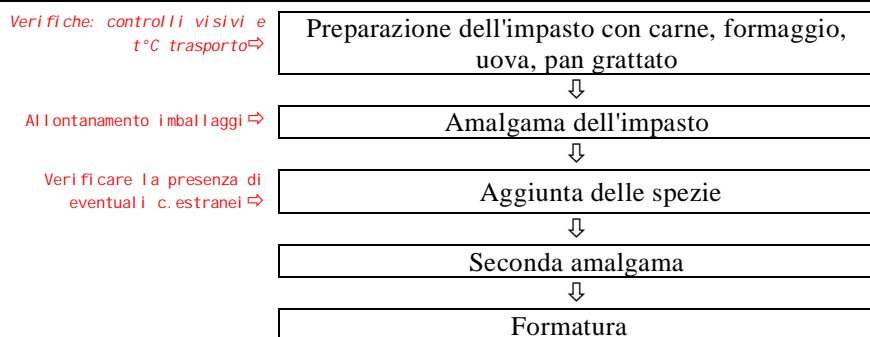 Verifiche: controlli visivi e
t°C trasporto⇨
Preparazione dell'impasto con carne, formaggio,
uova, pan grattato
⇩
Allontanamento imballaggi⇨
Amalgama dell'impasto
⇩
Verificare la presenza di
eventuali c.estranei⇨
Aggiunta delle spezie
⇩
Seconda amalgama
⇩
Formatura